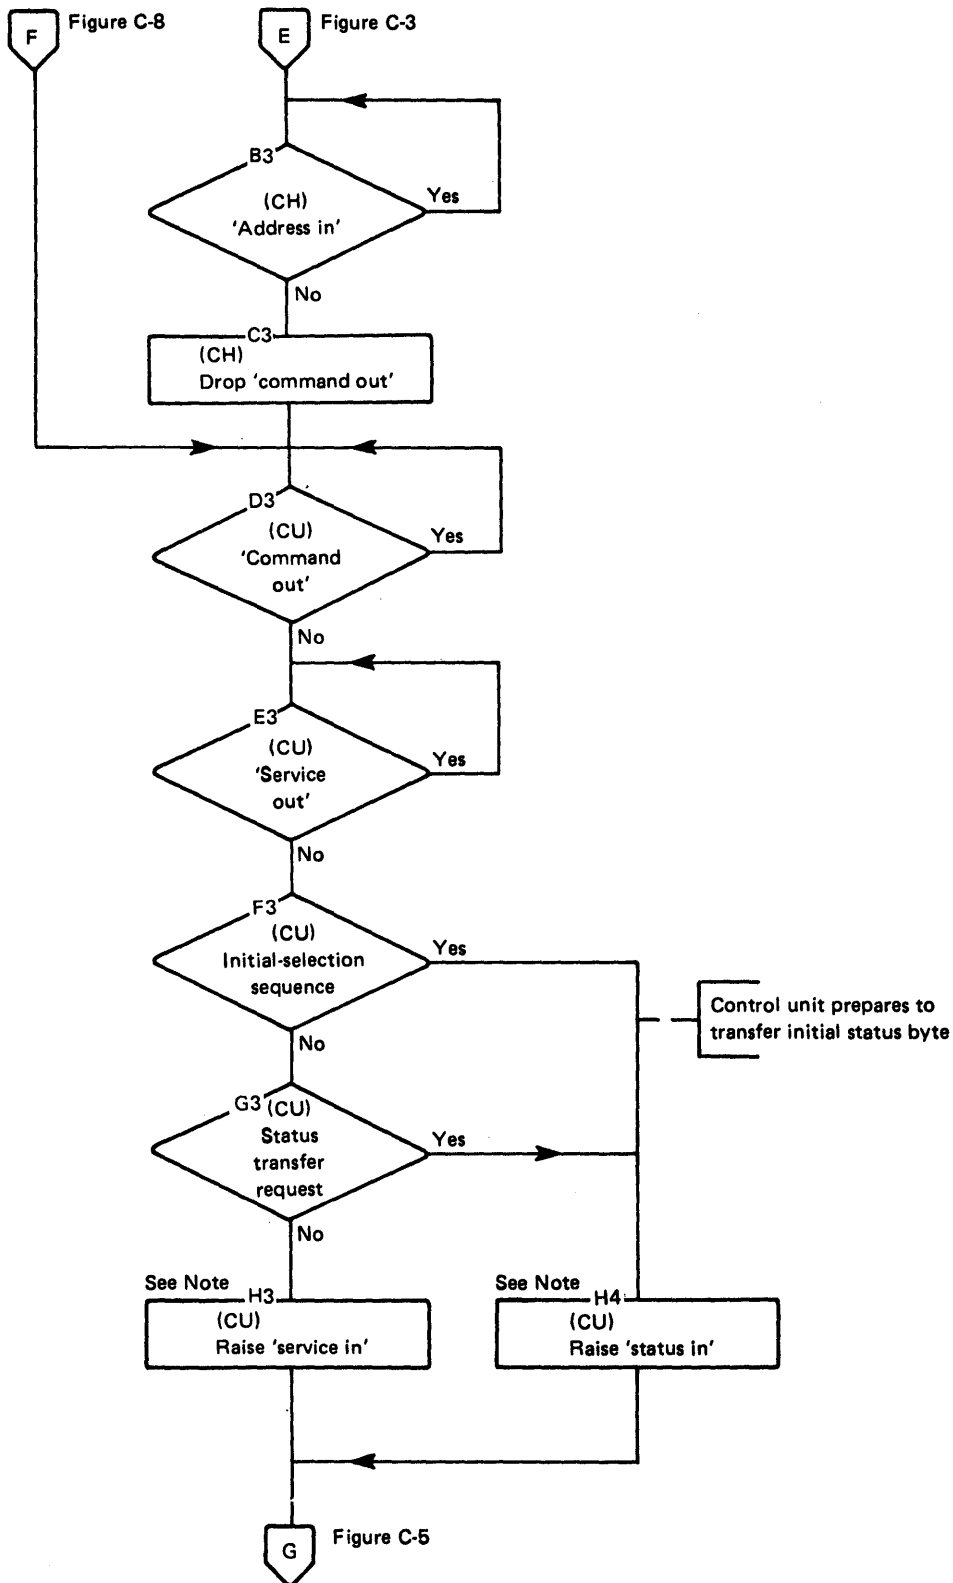 F
Figure C-8
E
Figure C-3
B3
(CH)
'Address in'
Yes
No
C3
(CH)
Drop 'command out'
D3
(CU)
'Command
out'
Yes
No
E3
(CU)
'Service
out'
Yes
No
F3
(CU)
Initial-selection
sequence
Yes
Control unit prepares to
transfer initial status byte
No
G3
(CU)
Status
transfer
request
Yes
No
See Note
H3
(CU)
Raise 'service in'
See Note
H4
(CU)
Raise 'status in'
G
Figure C-5